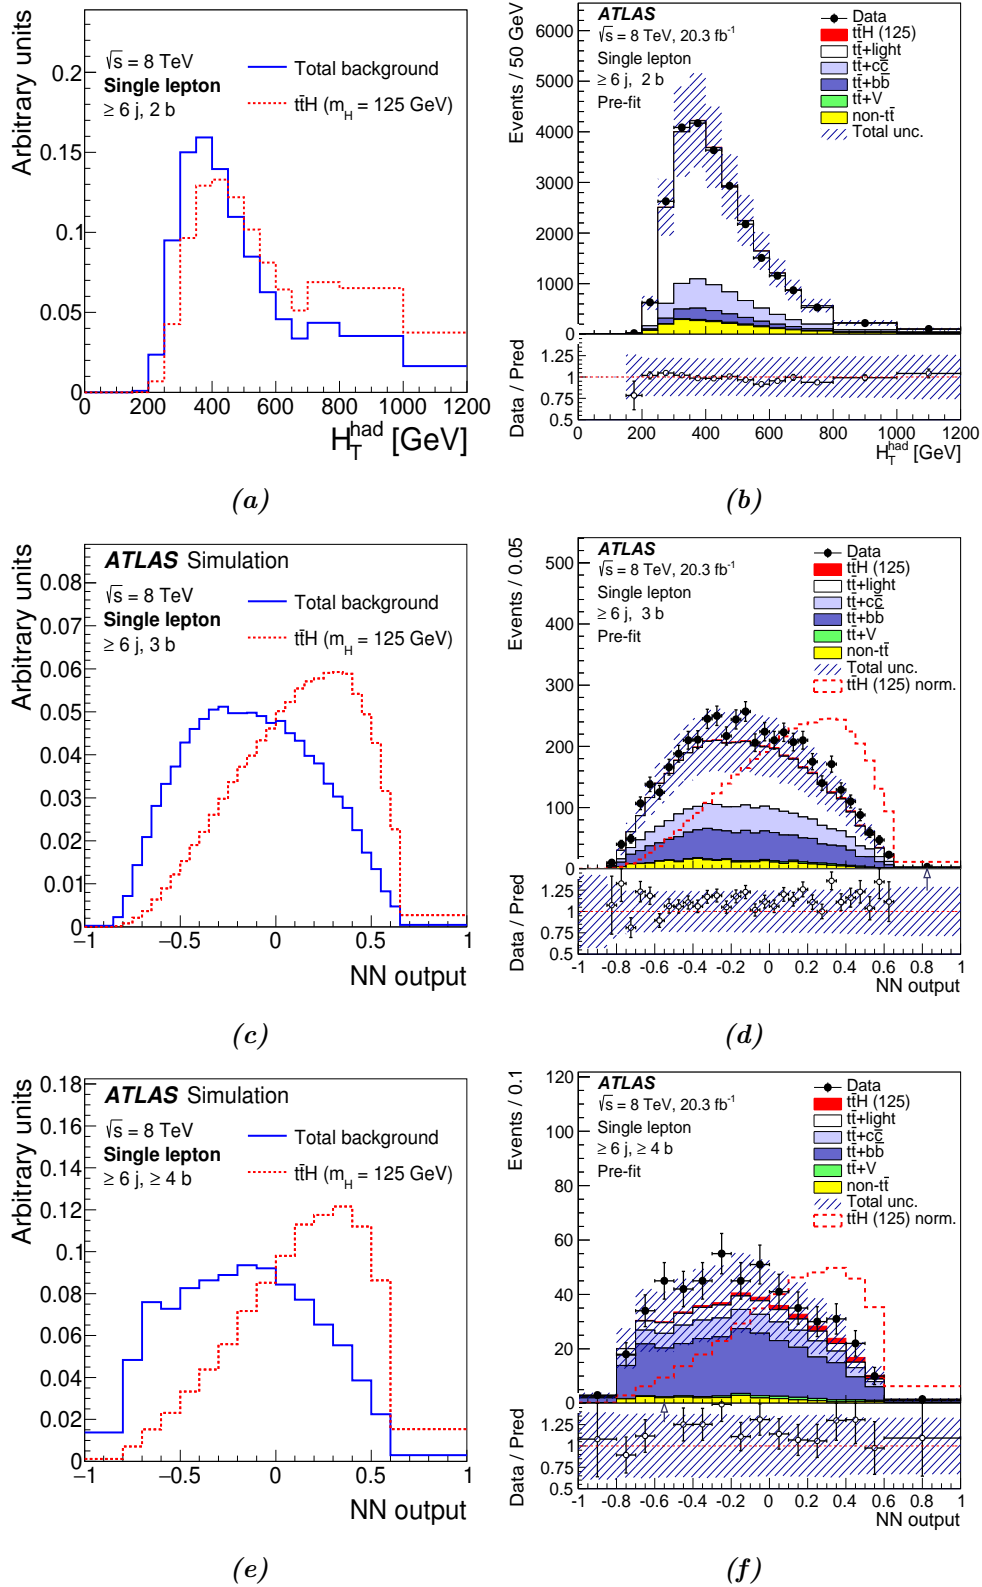 Arbitrary units
√s = 8 TeV
Single lepton
≥ 6 j, 2 b
Total background
tt̄H (m_H = 125 GeV)
0.2
0.15
0.1
0.05
0
0 200 400 600 800 1000 1200
H_T^had [GeV]
(a)
Events / 50 GeV
ATLAS
√s = 8 TeV, 20.3 fb⁻¹
Single lepton
≥ 6 j, 2 b
Pre-fit
Data
tt̄H (125)
tt̄+light
tt̄+cc̄
tt̄+bb̄
tt̄+V
non-tt̄
Total unc.
6000
5000
4000
3000
2000
1000
0
Data / Pred
1.25
1
0.75
0.5
0 200 400 600 800 1000 1200
H_T^had [GeV]
(b)
Arbitrary units
ATLAS Simulation
√s = 8 TeV
Single lepton
≥ 6 j, 3 b
Total background
tt̄H (m_H = 125 GeV)
0.08
0.07
0.06
0.05
0.04
0.03
0.02
0.01
0
−1 −0.5 0 0.5 1
NN output
(c)
Events / 0.05
ATLAS
√s = 8 TeV, 20.3 fb⁻¹
Single lepton
≥ 6 j, 3 b
Pre-fit
Data
tt̄H (125)
tt̄+light
tt̄+cc̄
tt̄+bb̄
tt̄+V
non-tt̄
Total unc.
tt̄H (125) norm.
500
400
300
200
100
0
Data / Pred
1.25
1
0.75
0.5
-1 -0.8 -0.6 -0.4 -0.2 0 0.2 0.4 0.6 0.8 1
NN output
(d)
Arbitrary units
ATLAS Simulation
√s = 8 TeV
Single lepton
≥ 6 j, ≥ 4 b
Total background
tt̄H (m_H = 125 GeV)
0.18
0.16
0.14
0.12
0.1
0.08
0.06
0.04
0.02
0
−1 −0.5 0 0.5 1
NN output
(e)
Events / 0.1
ATLAS
√s = 8 TeV, 20.3 fb⁻¹
Single lepton
≥ 6 j, ≥ 4 b
Pre-fit
Data
tt̄H (125)
tt̄+light
tt̄+cc̄
tt̄+bb̄
tt̄+V
non-tt̄
Total unc.
tt̄H (125) norm.
120
100
80
60
40
20
0
Data / Pred
1.25
1
0.75
0.5
-1 -0.8 -0.6 -0.4 -0.2 0 0.2 0.4 0.6 0.8 1
NN output
(f)